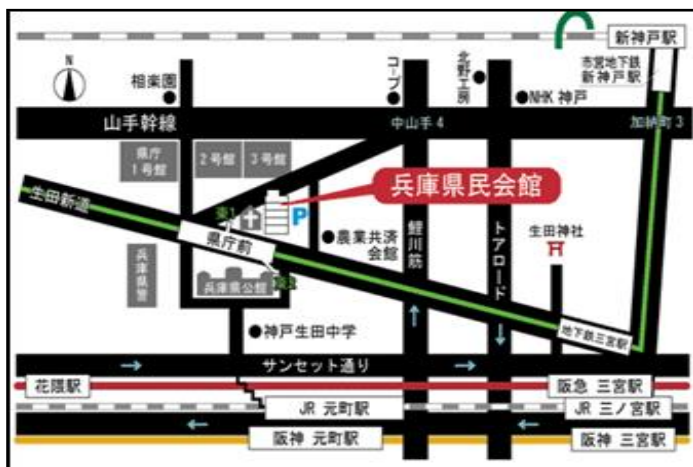 新神戸駅
N
相楽園
コープ
北野工房
市営地下鉄
新神戸駅
NHK 神戸
山手幹線
中山手4
加納町3
県庁
1号館
2号館
3号館
兵庫県民会館
生田新道
東1
P
県庁前
農業共済
会館
鯉川筋
トアロード
生田神社
兵庫県警
兵庫県公館
東2
神戸生田中学
地下鉄三宮駅
サンセット通り
花隈駅
阪急 三宮駅
JR 元町駅
JR 三ノ宮駅
阪神 元町駅
阪神 三宮駅